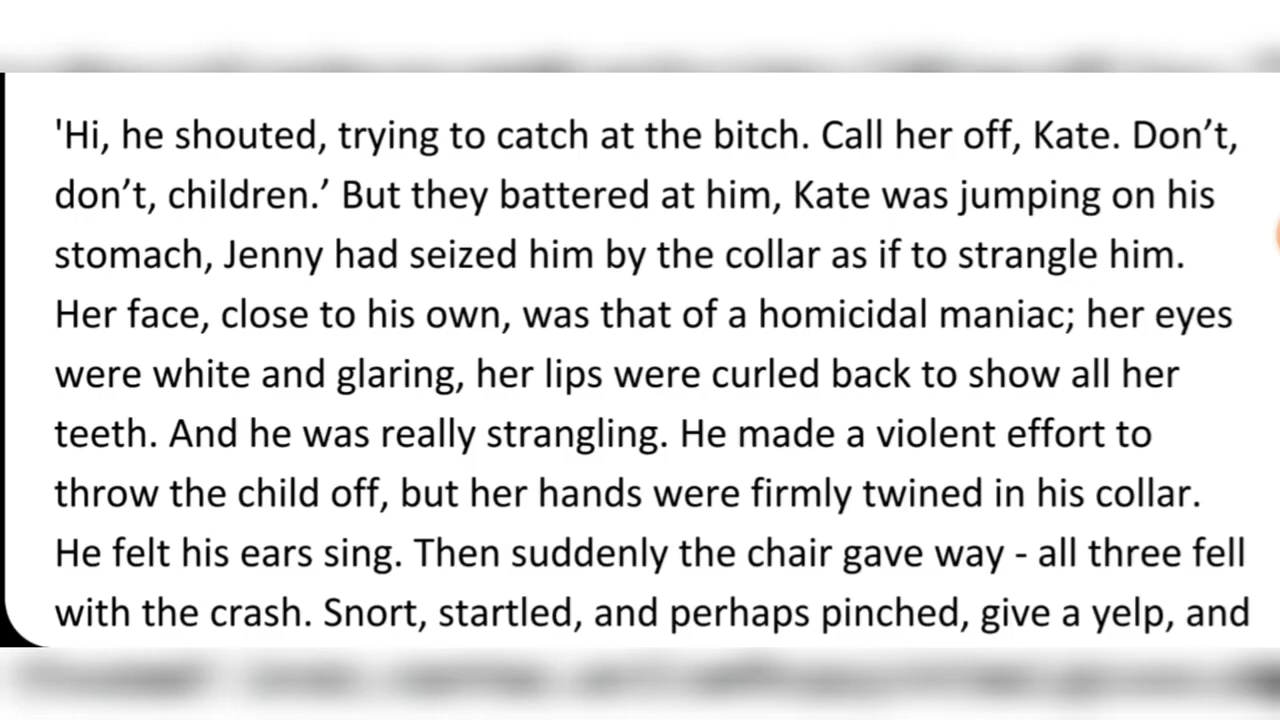 'Hi, he shouted, trying to catch at the bitch. Call her off, Kate. Don’t,
don’t, children.’ But they battered at him, Kate was jumping on his
stomach, Jenny had seized him by the collar as if to strangle him.
Her face, close to his own, was that of a homicidal maniac; her eyes
were white and glaring, her lips were curled back to show all her
teeth. And he was really strangling. He made a violent effort to
throw the child off, but her hands were firmly twined in his collar.
He felt his ears sing. Then suddenly the chair gave way - all three fell
with the crash. Snort, startled, and perhaps pinched, give a yelp, and